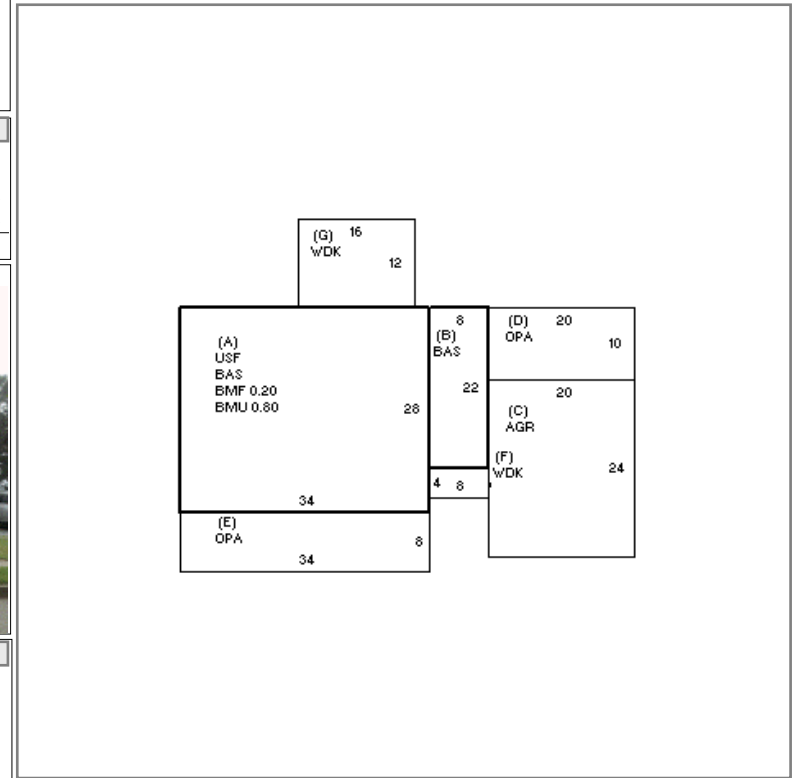 (G) 16
WDK
12
(A)
USF
BAS
BMF 0.20
BMU 0.80
28
34
8
(B)
BAS
22
(D) 20
OPA
10
20
(C)
AGR
24
(F)
WDK
4 8
(E)
OPA
8
34